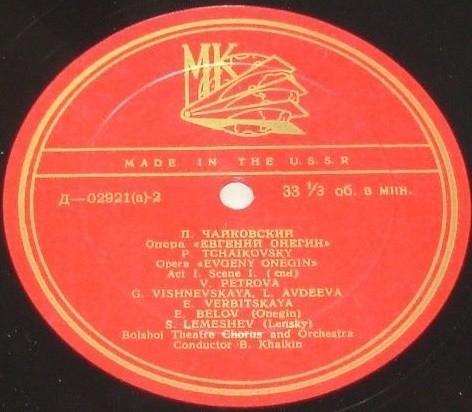 МК
MADE IN THE U.S.S.R
Д—02921(а)-2
33 ⅓ об. в мин.
П. ЧАЙКОВСКИЙ
Опера «ЕВГЕНИЙ ОНЕГИН»
P. TCHAIKOVSKY
Opera «EVGENY ONEGIN»
Act I. Scene I. (end)
V. PETROVA
G. VISHNEVSKAYA, L. AVDEEVA
E. VERBITSKAYA
E. BELOV (Onegin)
S. LEMESHEV (Lensky)
Bolshoi Theatre Chorus and Orchestra
Conductor B. Khaikin